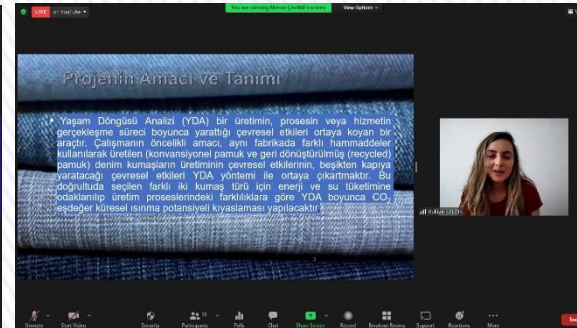 LIVE on YouTube
You are viewing Merve
View Options
Projenin Amacı ve Tanımı
Yaşam Döngüsü Analizi (YDA) bir üretimin, prosesin veya hizmetin
gerçekleşme süreci boyunca yarattığı çevresel etkileri ortaya koyan bir
araçtır. Çalışmanın öncelikli amacı, aynı fabrikada farklı hammaddeler
kullanılarak üretilen (konvansiyonel pamuk ve geri dönüştürülmüş (recycled)
pamuk) denim kumaşların üretiminin çevresel etkilerinin, beşikten kapıya
yaratacağı çevresel etkileri YDA yöntemi ile ortaya çıkartmaktır. Bu
doğrultuda seçilen farklı iki kumaş türü için enerji ve su tüketimine
odaklanılıp üretim proseslerindeki farklılıklara göre YDA boyunca CO₂
eşdeğer küresel ısınma potansiyeli kıyaslaması yapılacaktır
Unmute Start Video Security Participants Polls Chat Share Screen Record Breakout Rooms Support Reactions More